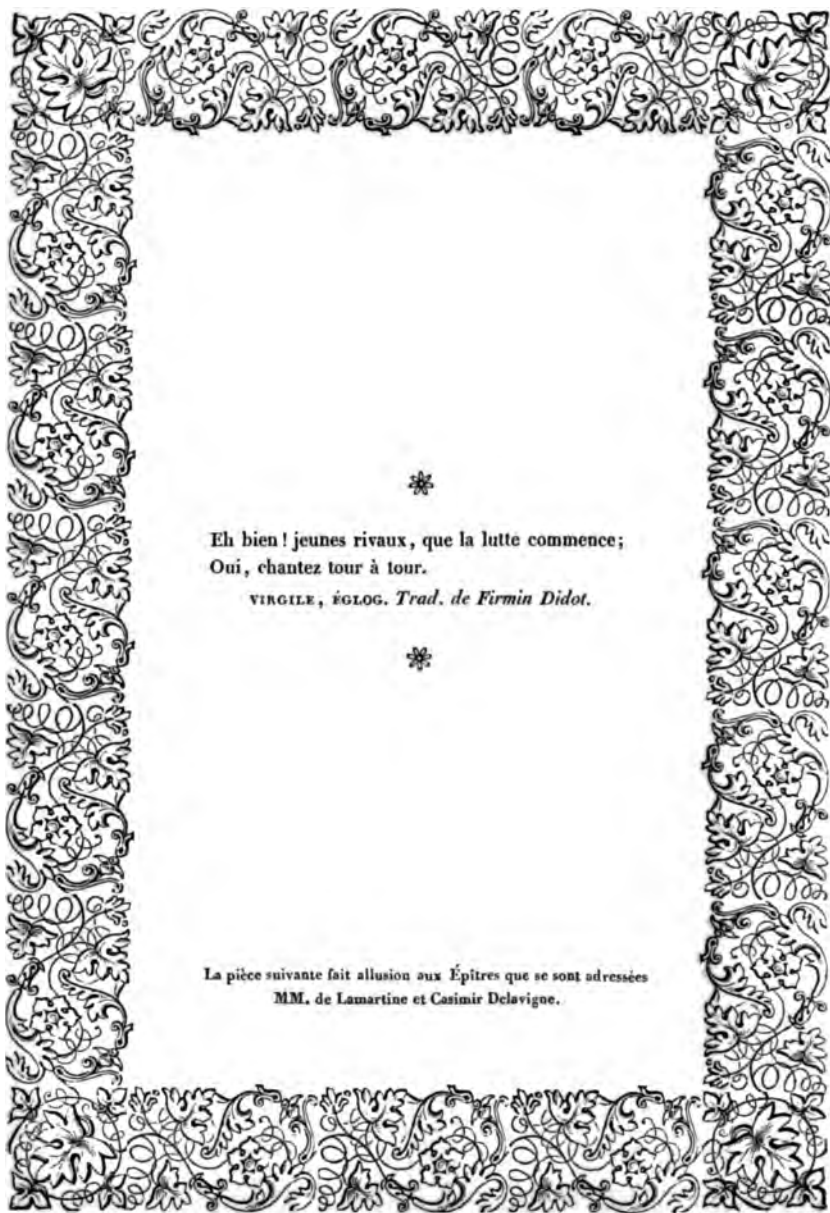 Eh bien ! jeunes rivaux, que la lutte commence ;
Oui, chantez tour à tour.
VIRGILE, ÉGLOG. Trad. de Firmin Didot.
La pièce suivante fait allusion aux Épîtres que se sont adressées
MM. de Lamartine et Casimir Delavigne.